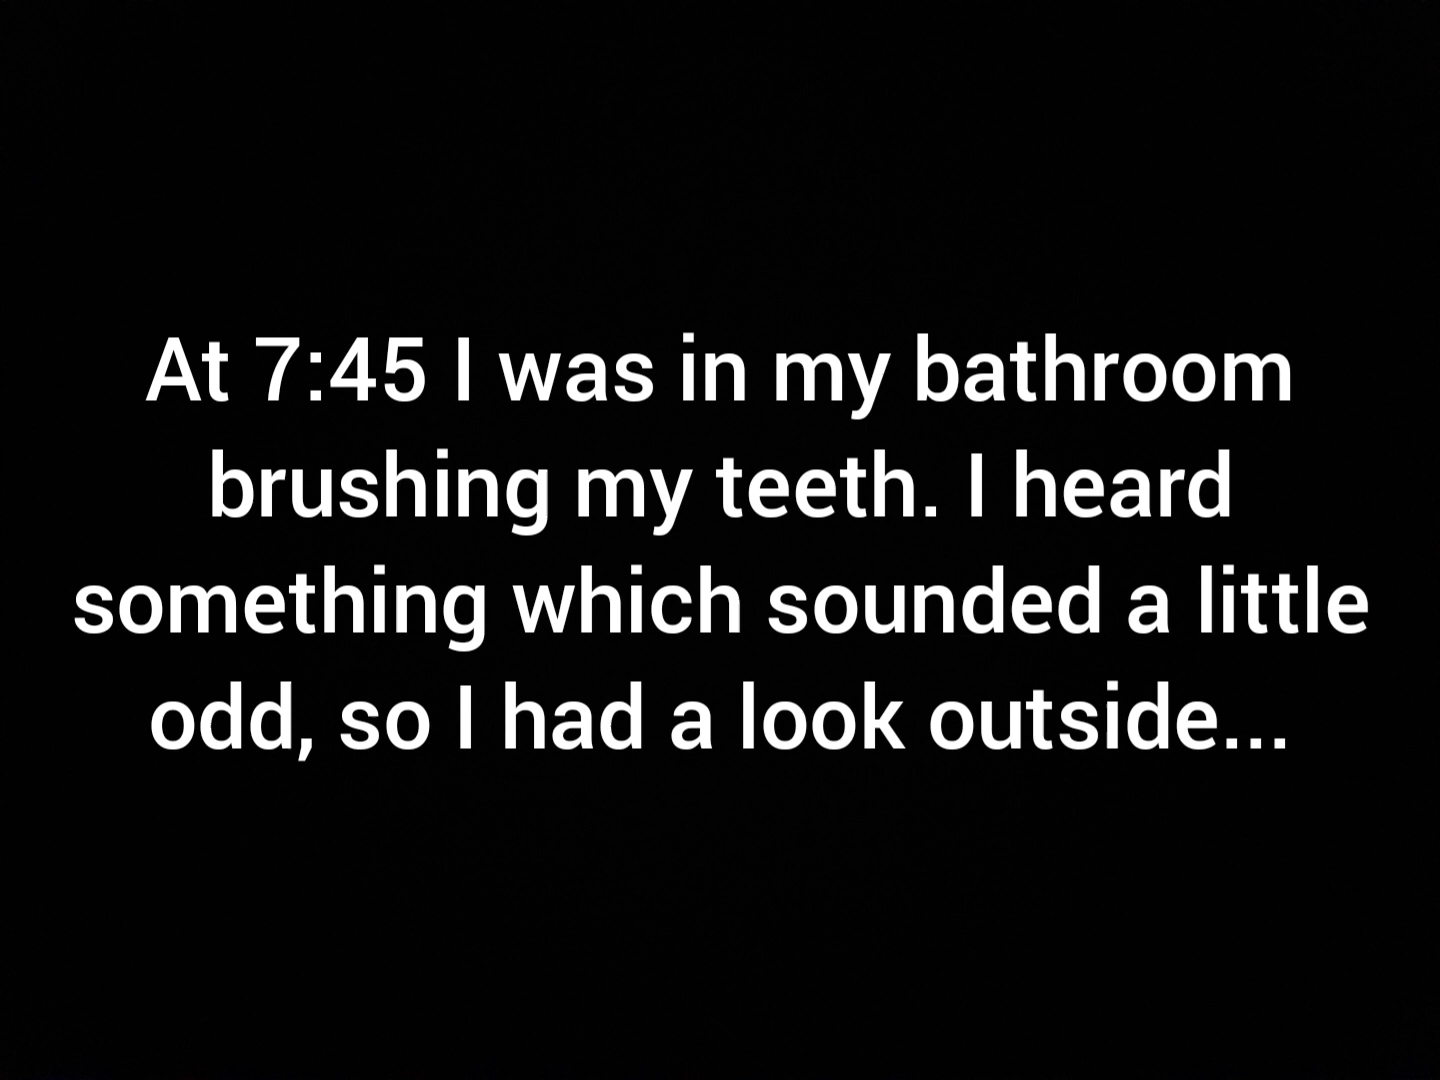 At 7:45 I was in my bathroom
brushing my teeth. I heard
something which sounded a little
odd, so I had a look outside...